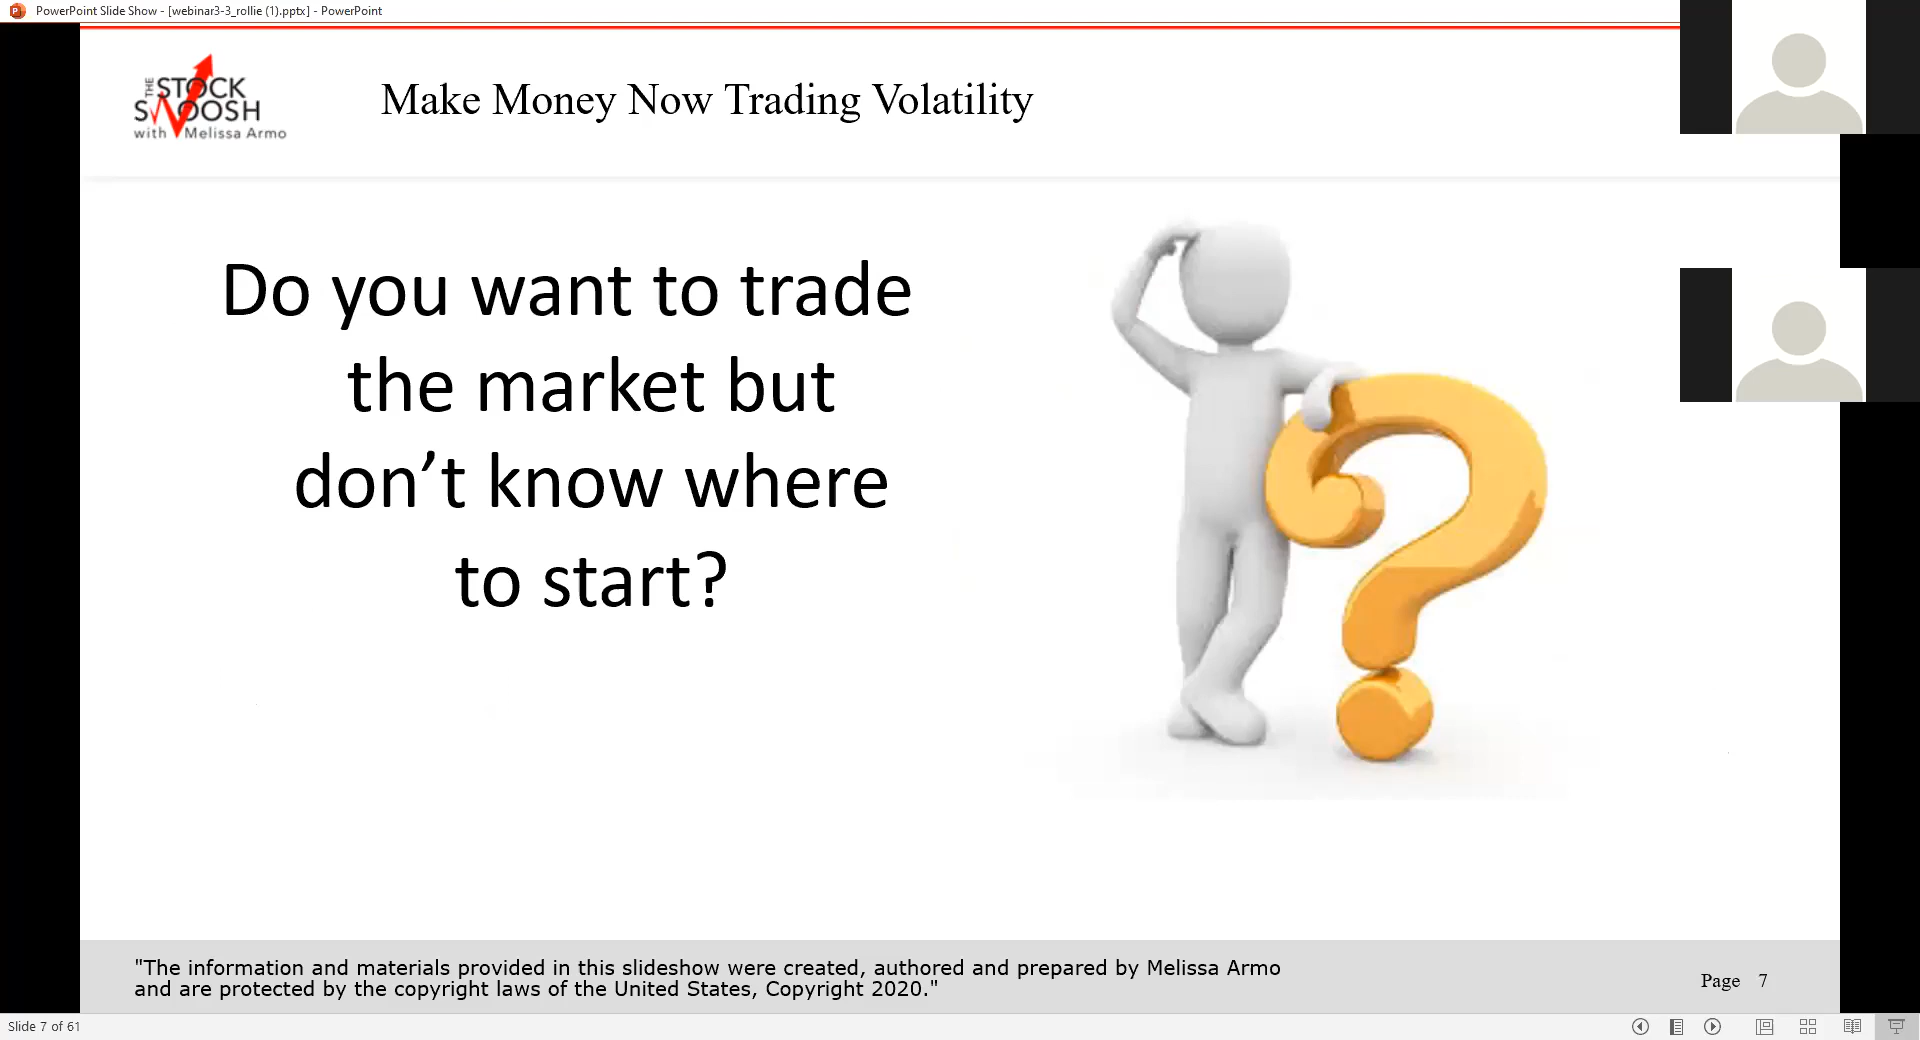 PowerPoint Slide Show - [webinar3-3_rollie (1).pptx] - PowerPoint
THE
STOCK
SWOOSH
with Melissa Armo
Make Money Now Trading Volatility
Do you want to trade
the market but
don’t know where
to start?
"The information and materials provided in this slideshow were created, authored and prepared by Melissa Armo
and are protected by the copyright laws of the United States, Copyright 2020."
Page 7
Slide 7 of 61